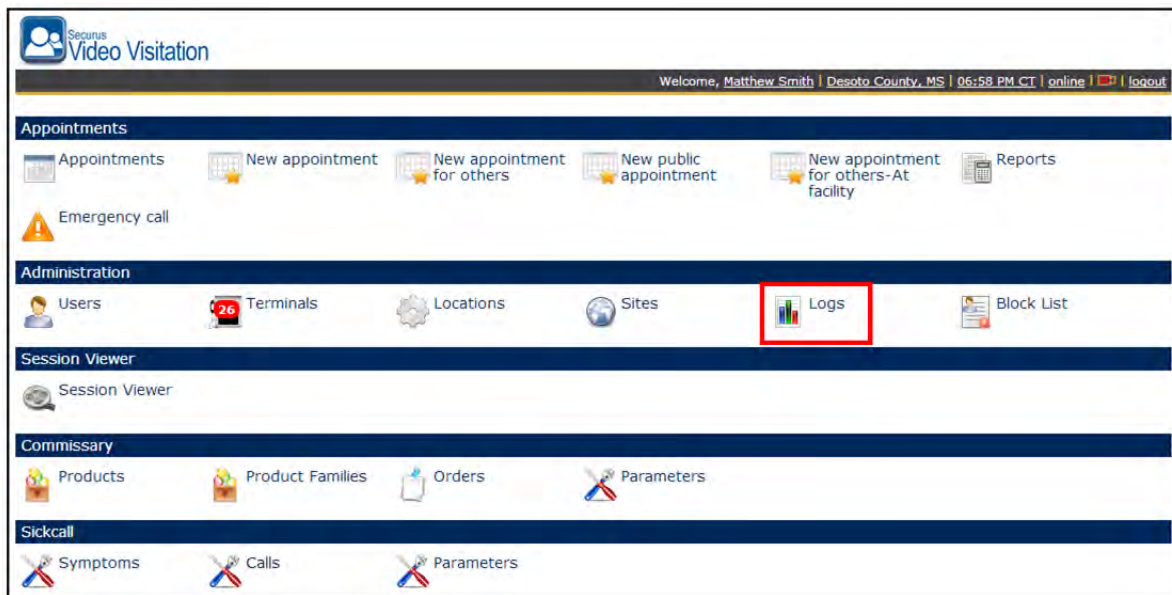 Securus
Video Visitation
Welcome, Matthew Smith | Desoto County, MS | 06:58 PM CT | online | | logout
Appointments
Appointments New appointment New appointment for others New public appointment New appointment for others-At facility Reports
Emergency call
Administration
Users 26 Terminals Locations Sites Logs Block List
Session Viewer
Session Viewer
Commissary
Products Product Families Orders Parameters
Sickcall
Symptoms Calls Parameters